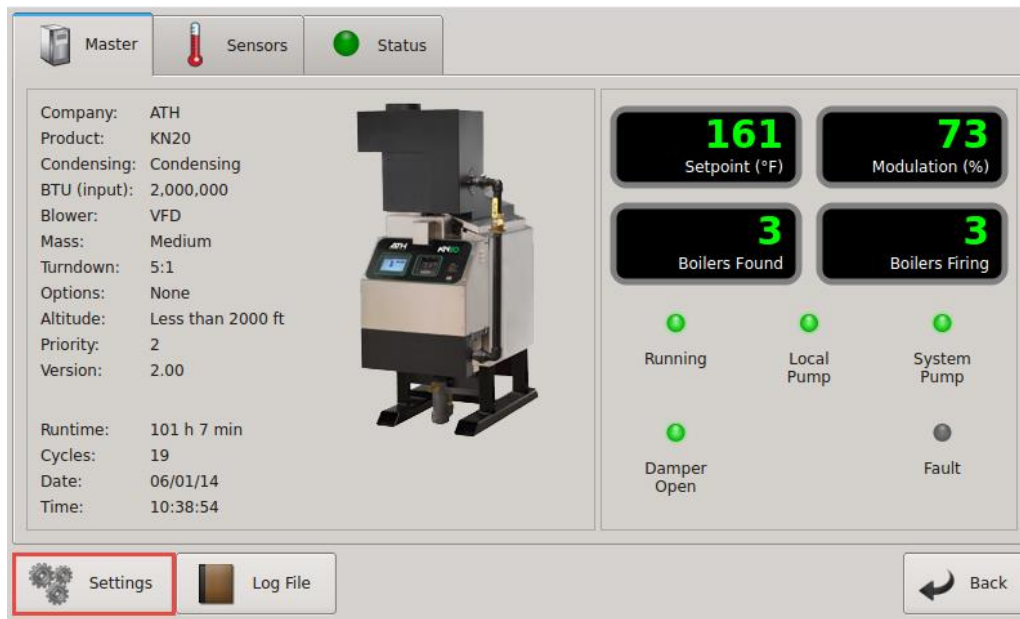 Master
Sensors
Status
Company: ATH
Product: KN20
Condensing: Condensing
BTU (input): 2,000,000
Blower: VFD
Mass: Medium
Turndown: 5:1
Options: None
Altitude: Less than 2000 ft
Priority: 2
Version: 2.00
Runtime: 101 h 7 min
Cycles: 19
Date: 06/01/14
Time: 10:38:54
ATH
161
Setpoint (°F)
73
Modulation (%)
3
Boilers Found
3
Boilers Firing
Running
Local
Pump
System
Pump
Damper
Open
Fault
Settings
Log File
Back